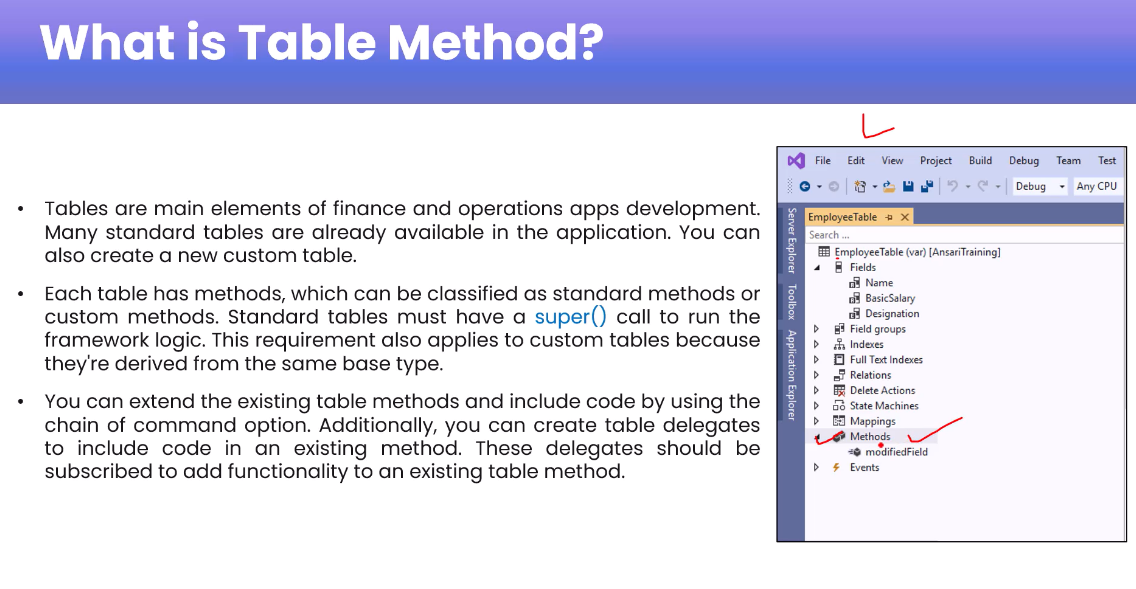 What is Table Method?
• Tables are main elements of finance and operations apps development.
Many standard tables are already available in the application. You can
also create a new custom table.
• Each table has methods, which can be classified as standard methods or
custom methods. Standard tables must have a super() call to run the
framework logic. This requirement also applies to custom tables because
they're derived from the same base type.
• You can extend the existing table methods and include code by using the
chain of command option. Additionally, you can create table delegates
to include code in an existing method. These delegates should be
subscribed to add functionality to an existing table method.
File Edit View Project Build Debug Team Test
Debug Any CPU
Server Explorer
Toolbox
Application Explorer
EmployeeTable
Search ...
EmployeeTable (var) [AnsariTraining]
Fields
Name
BasicSalary
Designation
Field groups
Indexes
Full Text Indexes
Relations
Delete Actions
State Machines
Mappings
Methods
modifiedField
Events